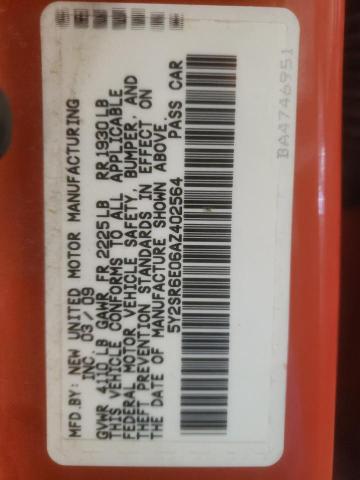 MFD.BY: NEW UNITED MOTOR MANUFACTURING
INC. 03/09
GVWR 4110 LB GAWR FR 2225 LB RR 1930 LB
THIS VEHICLE CONFORMS TO ALL APPLICABLE
FEDERAL MOTOR VEHICLE SAFETY, BUMPER, AND
THEFT PREVENTION STANDARDS IN EFFECT ON
THE DATE OF MANUFACTURE SHOWN ABOVE.
5Y2SR6E06AZ402564 PASS CAR
BA4746951